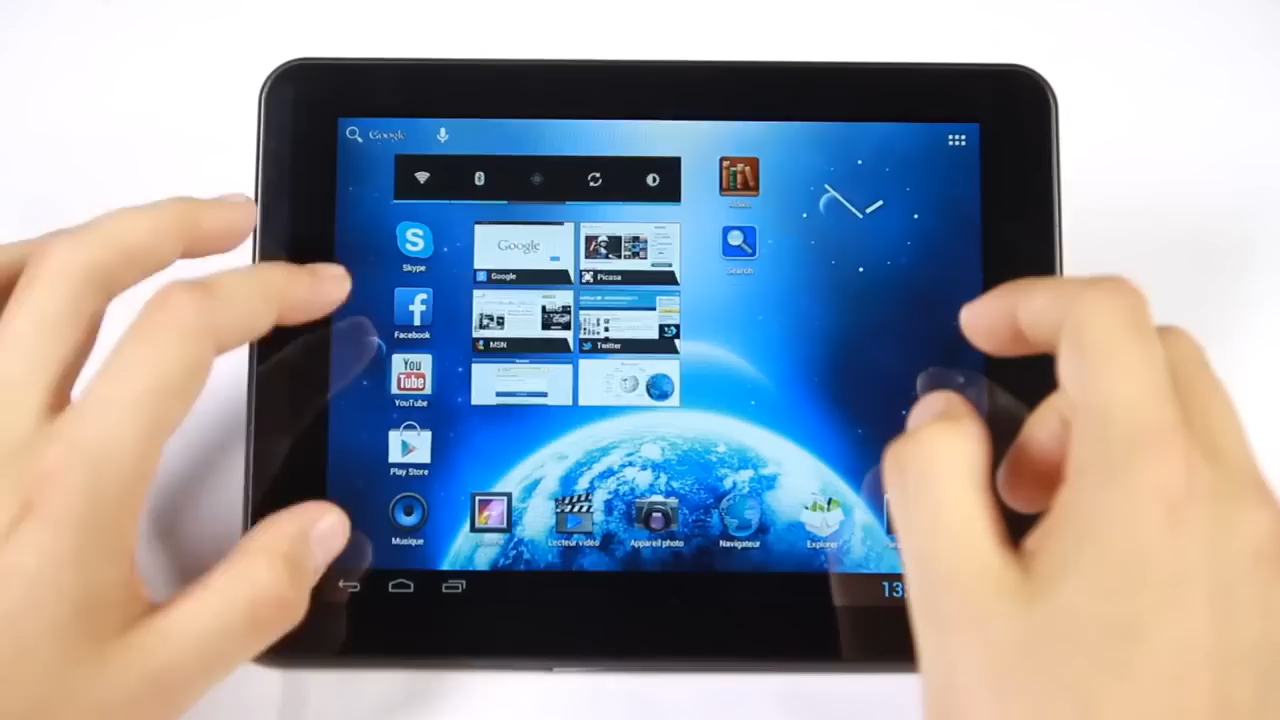 Google
Skype
Google
Picasa
Search
Facebook
MSN
Twitter
You
Tube
YouTube
Play Store
Musique
Lecteur vidéo
Appareil photo
Navigateur
Explorer
13